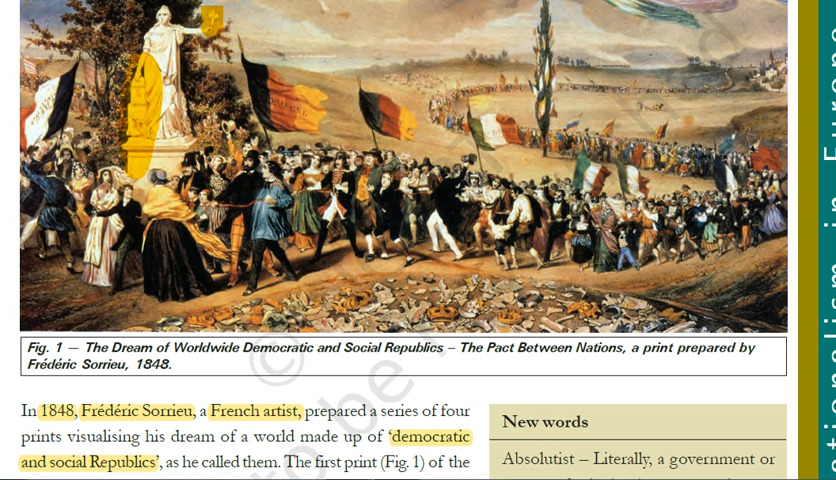 Fig. 1 — The Dream of Worldwide Democratic and Social Republics – The Pact Between Nations, a print prepared by
Frédéric Sorrieu, 1848.
In 1848, Frédéric Sorrieu, a French artist, prepared a series of four
prints visualising his dream of a world made up of ‘democratic
and social Republics’, as he called them. The first print (Fig. 1) of the
New words
Absolutist – Literally, a government or
to be